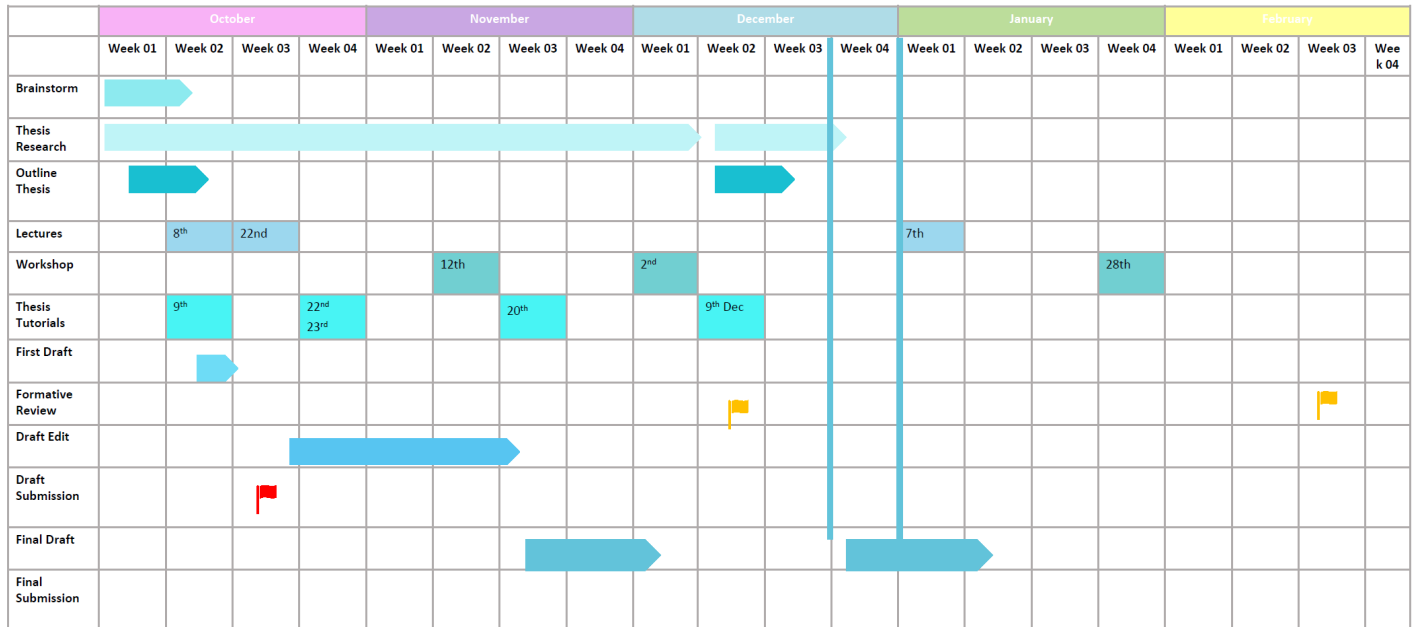 October November December January February
Week 01 Week 02 Week 03 Week 04 Week 01 Week 02 Week 03 Week 04 Week 01 Week 02 Week 03 Week 04 Week 01 Week 02 Week 03 Week 04 Week 01 Week 02 Week 03 Wee
k 04
Brainstorm
Thesis
Research
Outline
Thesis
Lectures 8th 22nd 7th
Workshop 12th 2nd 28th
Thesis 9th 22nd 20th 9th Dec
Tutorials 23rd
First Draft
Formative
Review
Draft Edit
Draft
Submission
Final Draft
Final
Submission